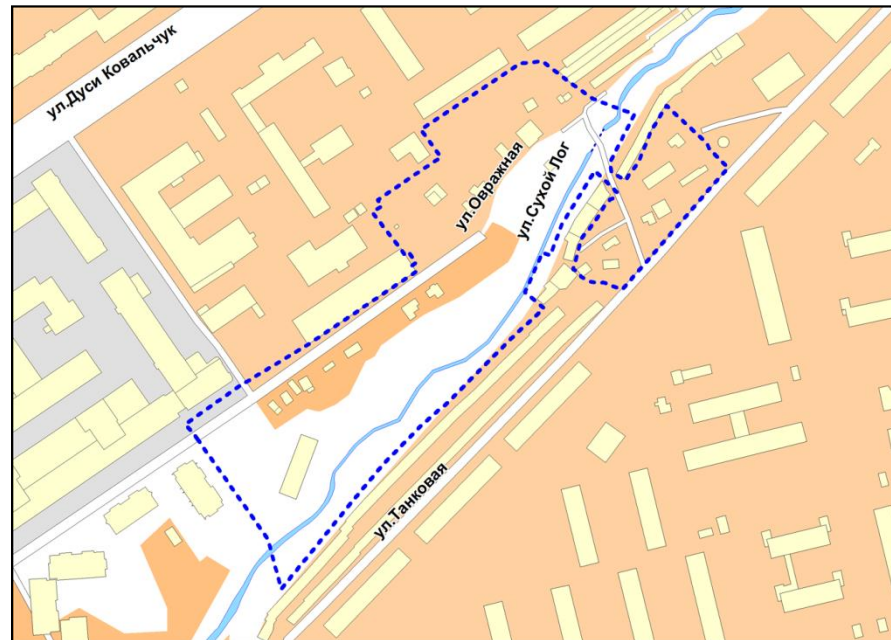 ул.Дуси Ковальчук
ул.Овражная
ул.Сухой Лог
ул.Танковая